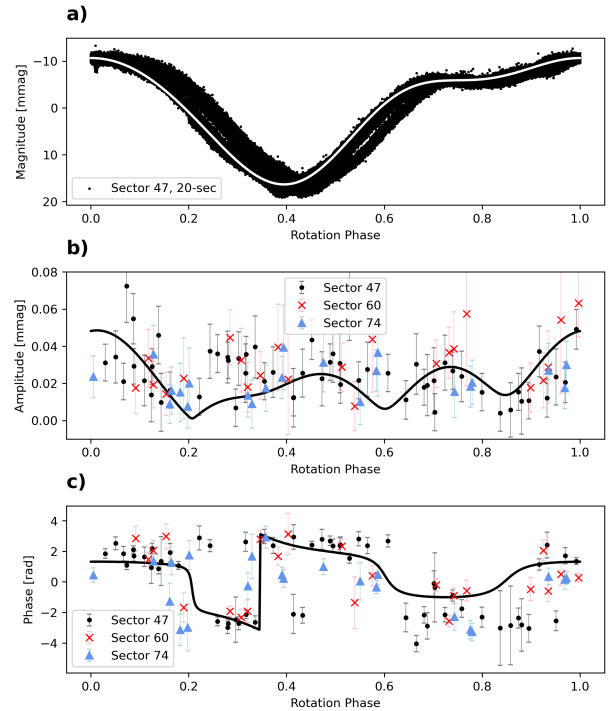 a)
Magnitude [mmag]
−10
0
10
20
Sector 47, 20-sec
0.0 0.2 0.4 0.6 0.8 1.0
Rotation Phase
b)
Amplitude [mmag]
0.08
0.06
0.04
0.02
0.00
Sector 47
Sector 60
Sector 74
0.0 0.2 0.4 0.6 0.8 1.0
Rotation Phase
c)
Phase [rad]
4
2
0
−2
−4
Sector 47
Sector 60
Sector 74
0.0 0.2 0.4 0.6 0.8 1.0
Rotation Phase